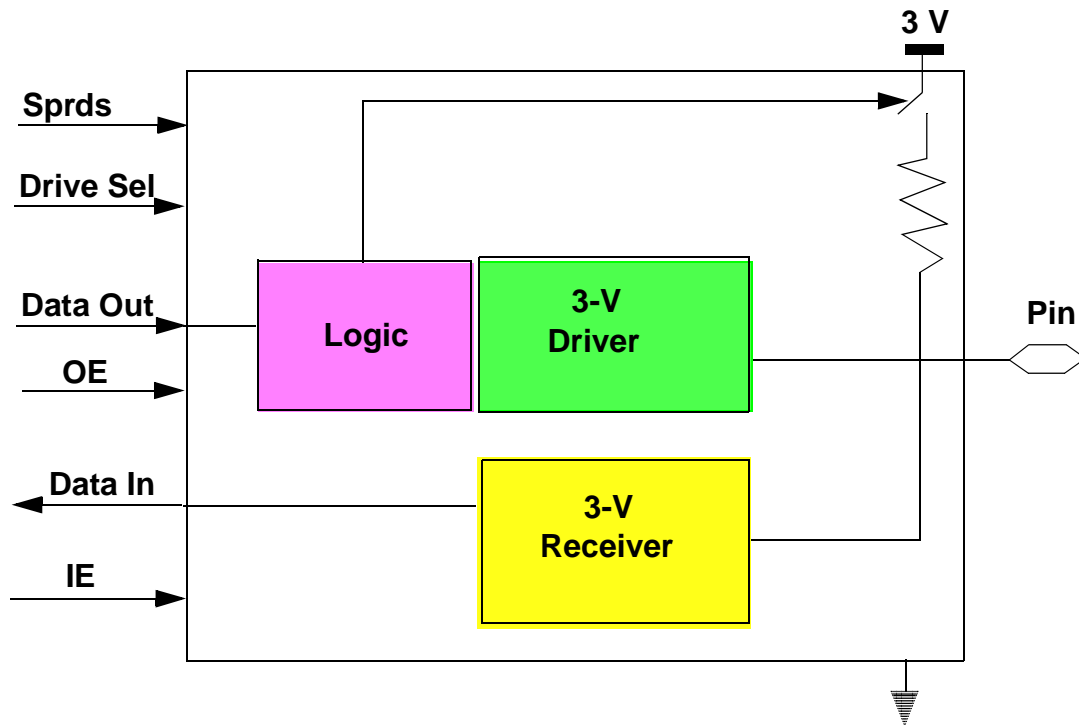 3 V
Sprds
Drive Sel
Data Out
Logic
3-V
Driver
Pin
OE
Data In
3-V
Receiver
IE